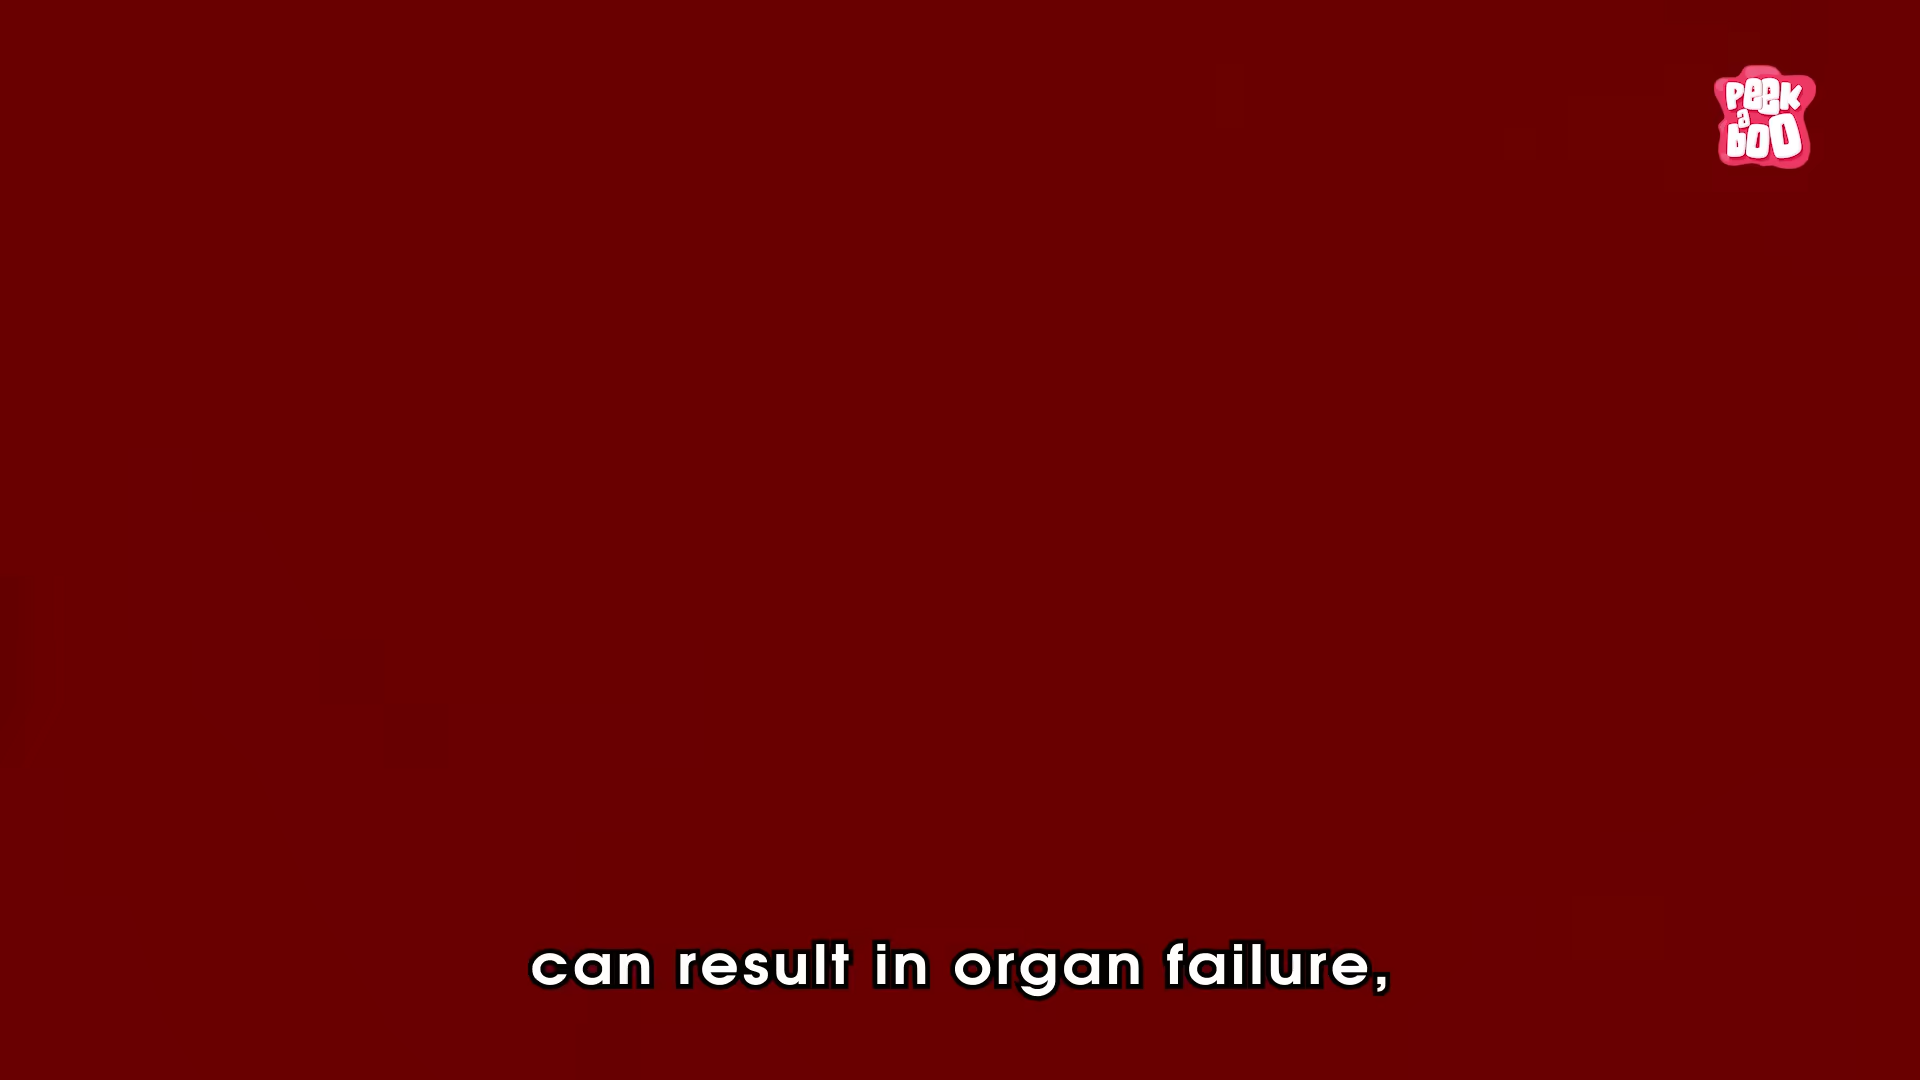 peek
a
boo
can result in organ failure,